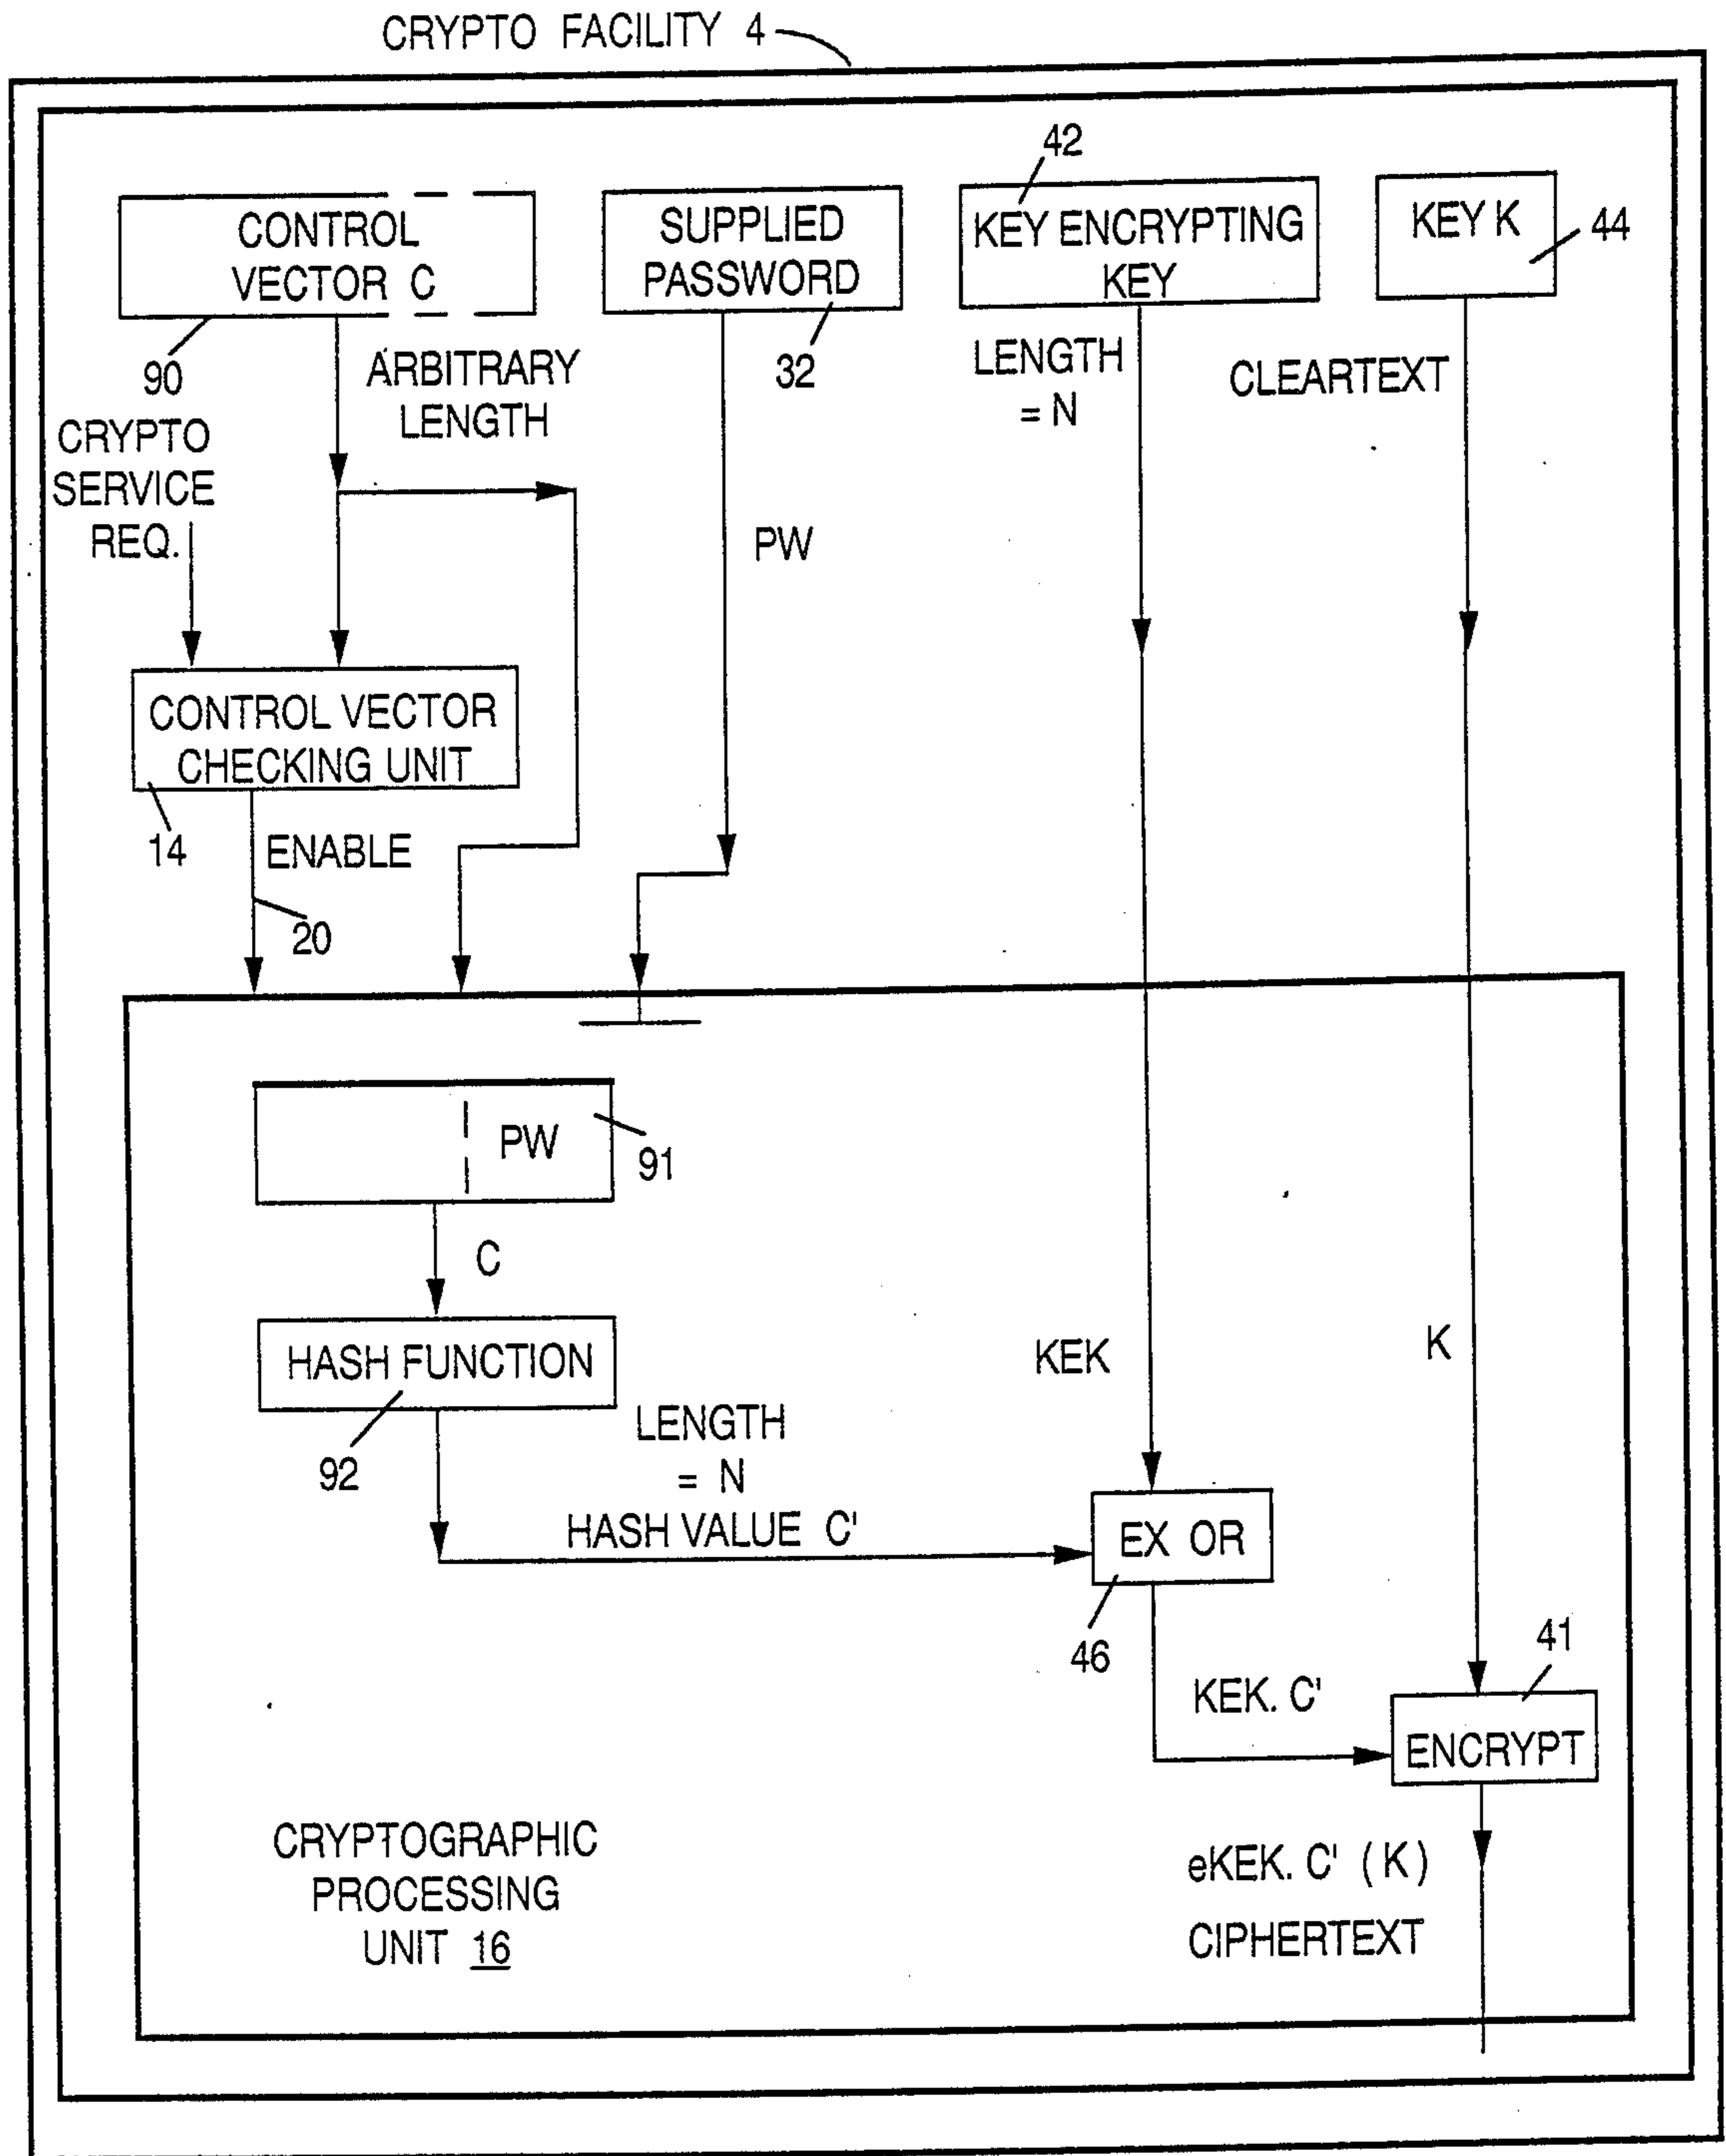 CRYPTO FACILITY 4
CONTROL
VECTOR C
90
SUPPLIED
PASSWORD
32
42
KEY ENCRYPTING
KEY
KEY K
44
ARBITRARY
LENGTH
LENGTH
= N
CLEARTEXT
CRYPTO
SERVICE
REQ.
PW
CONTROL VECTOR
CHECKING UNIT
14
ENABLE
20
PW
91
C
HASH FUNCTION
92
LENGTH
= N
HASH VALUE C'
KEK
K
EX OR
46
KEK. C'
41
ENCRYPT
eKEK. C' ( K )
CIPHERTEXT
CRYPTOGRAPHIC
PROCESSING
UNIT 16